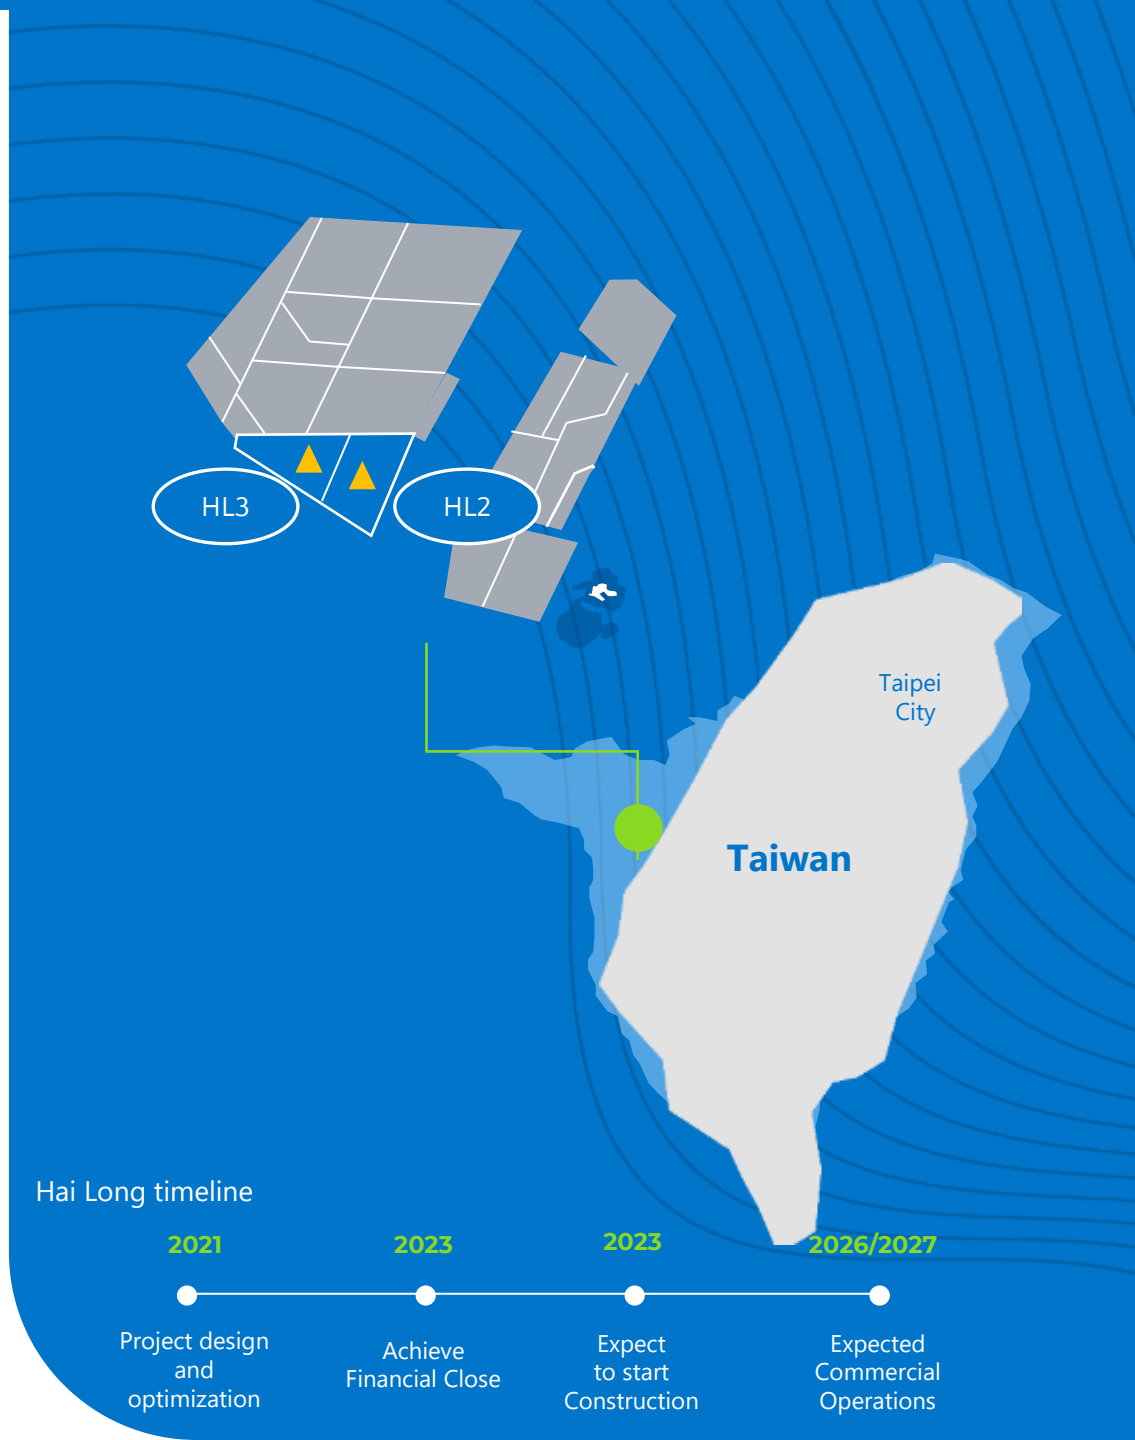 HL3
HL2
Taipei
City
Taiwan
Hai Long timeline
2021
2023
2023
2026/2027
Project design
and
optimization
Achieve
Financial Close
Expect
to start
Construction
Expected
Commercial
Operations